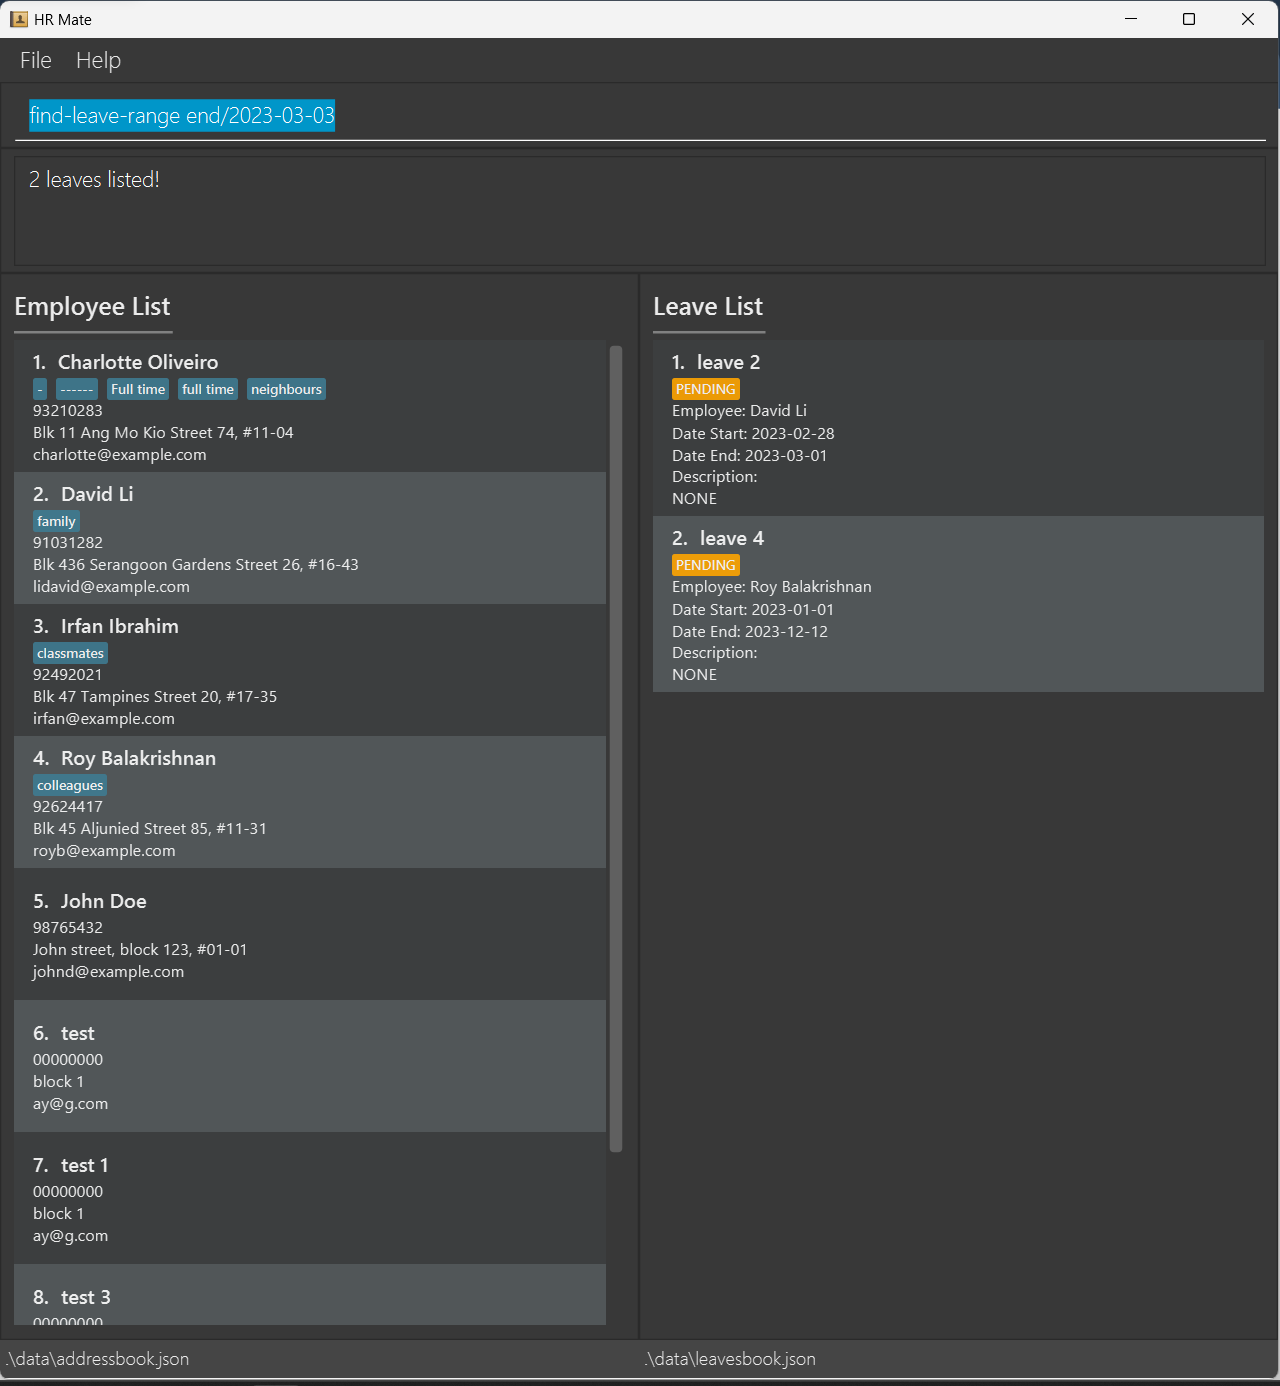 HR Mate
File Help
find-leave-range end/2023-03-03
2 leaves listed!
Employee List
1. Charlotte Oliveiro
- ------ Full time full time neighbours
93210283
Blk 11 Ang Mo Kio Street 74, #11-04
charlotte@example.com
2. David Li
family
91031282
Blk 436 Serangoon Gardens Street 26, #16-43
lidavid@example.com
3. Irfan Ibrahim
classmates
92492021
Blk 47 Tampines Street 20, #17-35
irfan@example.com
4. Roy Balakrishnan
colleagues
92624417
Blk 45 Aljunied Street 85, #11-31
royb@example.com
5. John Doe
98765432
John street, block 123, #01-01
johnd@example.com
6. test
00000000
block 1
ay@g.com
7. test 1
00000000
block 1
ay@g.com
8. test 3
00000000
Leave List
1. leave 2
PENDING
Employee: David Li
Date Start: 2023-02-28
Date End: 2023-03-01
Description:
NONE
2. leave 4
PENDING
Employee: Roy Balakrishnan
Date Start: 2023-01-01
Date End: 2023-12-12
Description:
NONE
.\data\addressbook.json
.\data\leavesbook.json